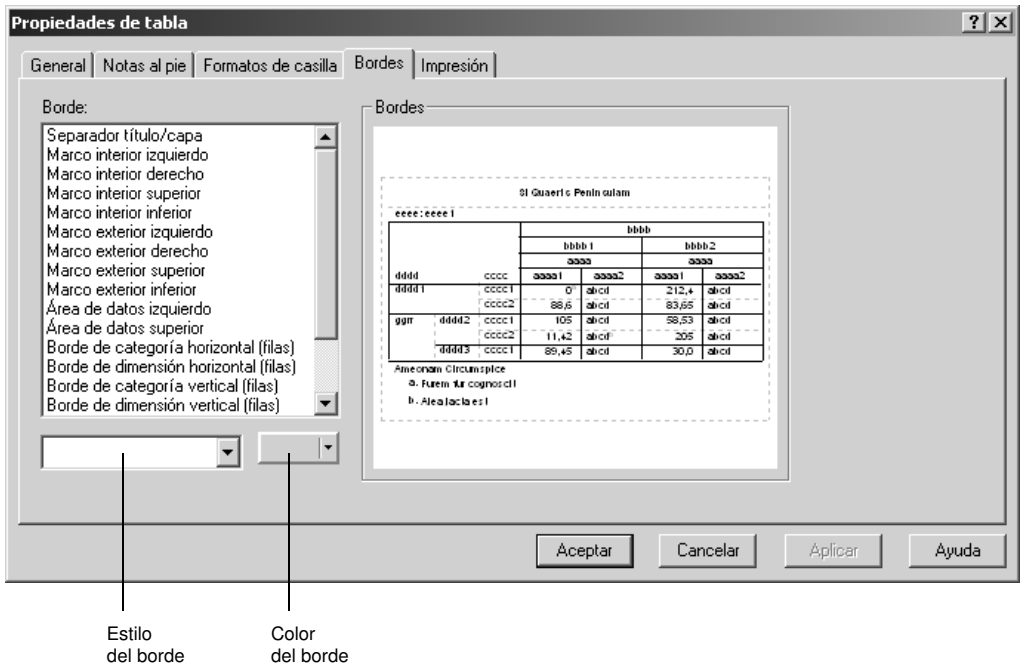 Propiedades de tabla
General Notas al pie Formatos de casilla Bordes Impresión
Borde:
Separador título/capa
Marco interior izquierdo
Marco interior derecho
Marco interior superior
Marco interior inferior
Marco exterior izquierdo
Marco exterior derecho
Marco exterior superior
Marco exterior inferior
Área de datos izquierdo
Área de datos superior
Borde de categoría horizontal (filas)
Borde de dimensión horizontal (filas)
Borde de categoría vertical (filas)
Borde de dimensión vertical (filas)
Bordes
Si Quaeris Peninsulam
eeee:eeee1
bbbb
bbbb1 bbbb2
aaaa aaaa
dddd cccc aaaa1 aaaa2 aaaa1 aaaa2
dddd1 cccc1 0 abcd 212,4 abcd
cccc2 88,6 abcd 83,65 abcd
ggrr dddd2 cccc1 105 abcd 58,53 abcd
cccc2 11,42 abcd 205 abcd
dddd3 cccc1 89,45 abcd 30,0 abcd
Ameonam Circumspice
a. Furem fur cognoscit
b. Alea jacta est
Aceptar Cancelar Aplicar Ayuda
Estilo
del borde
Color
del borde